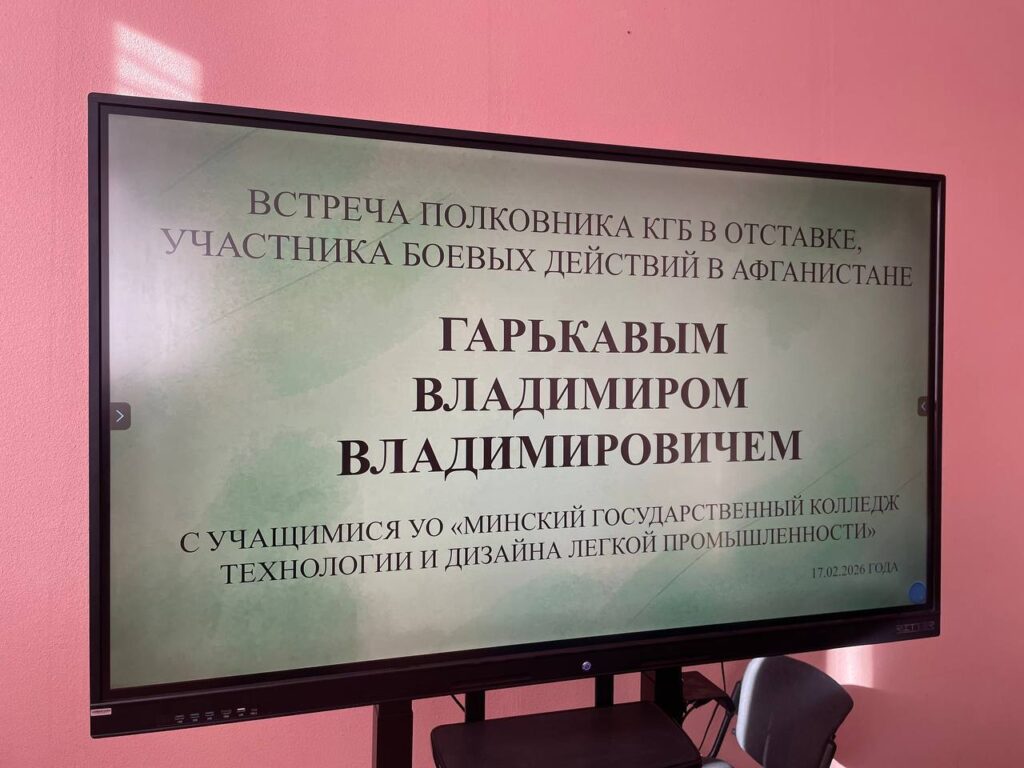 ВСТРЕЧА ПОЛКОВНИКА КГБ В ОТСТАВКЕ,
УЧАСТНИКА БОЕВЫХ ДЕЙСТВИЙ В АФГАНИСТАНЕ
ГАРЬКАВЫМ
ВЛАДИМИРОМ
ВЛАДИМИРОВИЧЕМ
С УЧАЩИМИСЯ УО «МИНСКИЙ ГОСУДАРСТВЕННЫЙ КОЛЛЕДЖ
ТЕХНОЛОГИИ И ДИЗАЙНА ЛЕГКОЙ ПРОМЫШЛЕННОСТИ»
17.02.2026 ГОДА